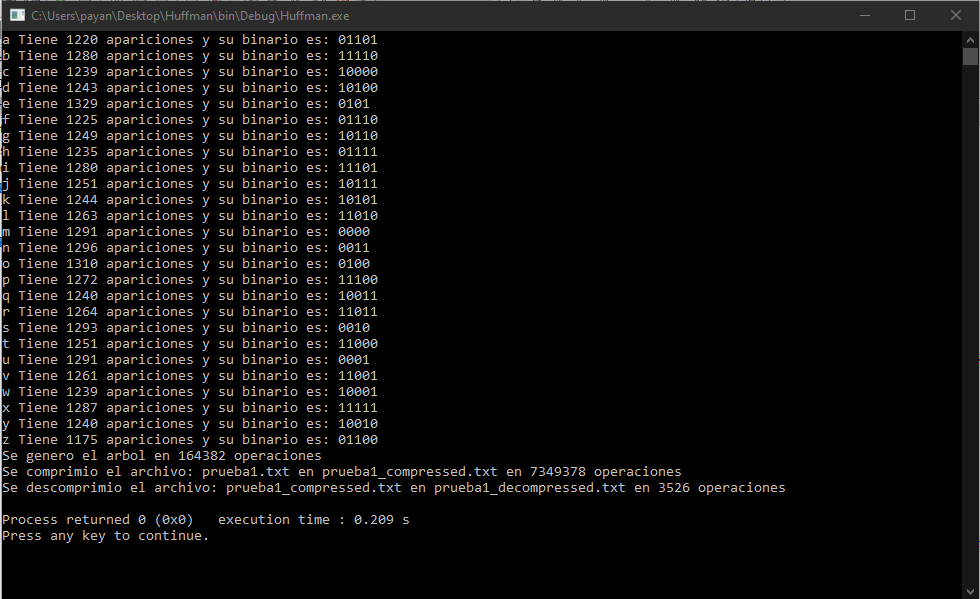 C:\Users\payan\Desktop\Huffman\bin\Debug\Huffman.exe
a Tiene 1220 apariciones y su binario es: 01101
b Tiene 1280 apariciones y su binario es: 11110
c Tiene 1239 apariciones y su binario es: 10000
d Tiene 1243 apariciones y su binario es: 10100
e Tiene 1329 apariciones y su binario es: 0101
f Tiene 1225 apariciones y su binario es: 01110
g Tiene 1249 apariciones y su binario es: 10110
h Tiene 1235 apariciones y su binario es: 01111
i Tiene 1280 apariciones y su binario es: 11101
j Tiene 1251 apariciones y su binario es: 10111
k Tiene 1244 apariciones y su binario es: 10101
l Tiene 1263 apariciones y su binario es: 11010
m Tiene 1291 apariciones y su binario es: 0000
n Tiene 1296 apariciones y su binario es: 0011
o Tiene 1310 apariciones y su binario es: 0100
p Tiene 1272 apariciones y su binario es: 11100
q Tiene 1240 apariciones y su binario es: 10011
r Tiene 1264 apariciones y su binario es: 11011
s Tiene 1293 apariciones y su binario es: 0010
t Tiene 1251 apariciones y su binario es: 11000
u Tiene 1291 apariciones y su binario es: 0001
v Tiene 1261 apariciones y su binario es: 11001
w Tiene 1239 apariciones y su binario es: 10001
x Tiene 1287 apariciones y su binario es: 11111
y Tiene 1240 apariciones y su binario es: 10010
z Tiene 1175 apariciones y su binario es: 01100
Se genero el arbol en 164382 operaciones
Se comprimio el archivo: prueba1.txt en prueba1_compressed.txt en 7349378 operaciones
Se descomprimio el archivo: prueba1_compressed.txt en prueba1_decompressed.txt en 3526 operaciones
Process returned 0 (0x0)   execution time : 0.209 s
Press any key to continue.